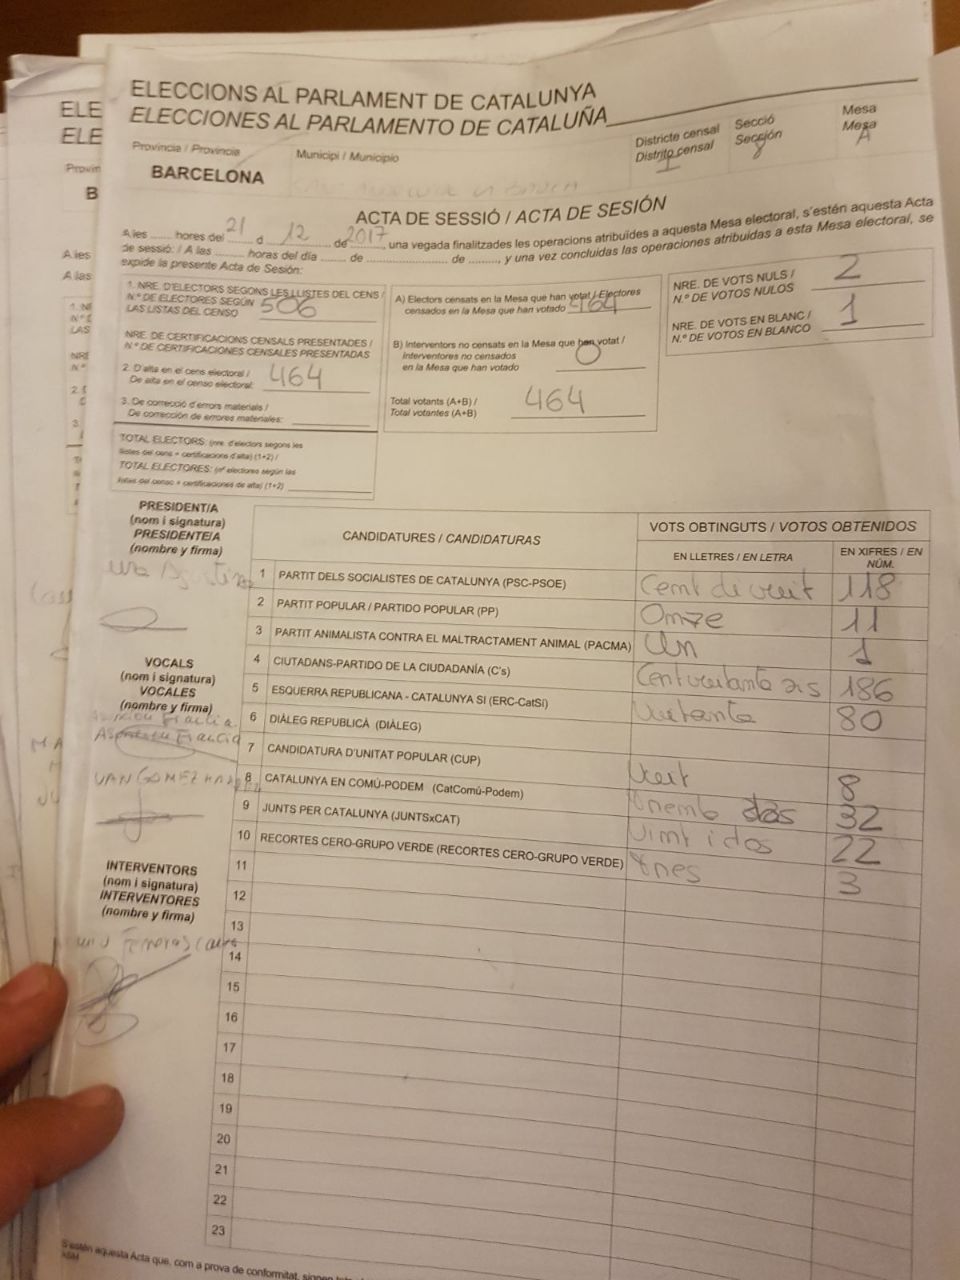 ELECCIONS AL PARLAMENT DE CATALUNYA
ELECCIONES AL PARLAMENTO DE CATALUÑA
Districte censal
Distrito censal
I
Secció
Sección
8
Mesa
Mesa
A
Província / Provincia
BARCELONA
Municipi / Municipio
ACTA DE SESSIÓ / ACTA DE SESIÓN
A les ........ hores del 21 d 12 de 2017, una vegada finalitzades les operacions atribuïdes a aquesta Mesa electoral, s'estén aquesta Acta
de sessió: / A las ........ horas del día ........ de ........ de ........, y una vez concluidas las operaciones atribuidas a esta Mesa electoral, se
expide la presente Acta de Sesión:
1. NRE. D'ELECTORS SEGONS LES LLISTES DEL CENS /
N.º DE ELECTORES SEGÚN
LAS LISTAS DEL CENSO
506
NRE. DE CERTIFICACIONS CENSALS PRESENTADES /
N.º DE CERTIFICACIONES CENSALES PRESENTADAS
2. D'alta en el cens electoral /
De alta en el censo electoral:
464
3. De correcció d'errors materials /
De corrección de errores materiales:
TOTAL ELECTORS: (nre. d'electors segons les
llistes del cens + certificacions d'alta) (1+2) /
TOTAL ELECTORES: (nº electores según las
listas del censo + certificaciones de alta) (1+2)
A) Electors censats en la Mesa que han votat / Electores
censados en la Mesa que han votado
464
B) Interventors no censats en la Mesa que han votat /
Interventores no censados
en la Mesa que han votado
0
Total votants (A+B) /
Total votantes (A+B)
464
NRE. DE VOTS NULS /
N.º DE VOTOS NULOS
2
NRE. DE VOTS EN BLANC /
N.º DE VOTOS EN BLANCO
1
PRESIDENT/A
(nom i signatura)
PRESIDENTE/A
(nombre y firma)
VOCALS
(nom i signatura)
VOCALES
(nombre y firma)
INTERVENTORS
(nom i signatura)
INTERVENTORES
(nombre y firma)
CANDIDATURES / CANDIDATURAS
VOTS OBTINGUTS / VOTOS OBTENIDOS
EN LLETRES / EN LETRA
EN XIFRES / EN NÚM.
1 PARTIT DELS SOCIALISTES DE CATALUNYA (PSC-PSOE) Cent divuit 118
2 PARTIT POPULAR / PARTIDO POPULAR (PP) Onze 11
3 PARTIT ANIMALISTA CONTRA EL MALTRACTAMENT ANIMAL (PACMA) Un 1
4 CIUTADANS-PARTIDO DE LA CIUDADANÍA (C's) Cent vuitanta sis 186
5 ESQUERRA REPUBLICANA - CATALUNYA SI (ERC-CatSí) Vuitanta 80
6 DIÀLEG REPUBLICÀ (DIÀLEG)
7 CANDIDATURA D'UNITAT POPULAR (CUP) Vuit 8
8 CATALUNYA EN COMÚ-PODEM (CatComú-Podem) dos 32
9 JUNTS PER CATALUNYA (JUNTSxCAT) Vint i dos 22
10 RECORTES CERO-GRUPO VERDE (RECORTES CERO-GRUPO VERDE) tres 3
11
12
13
14
15
16
17
18
19
20
21
22
23
S'estén aquesta Acta que, com a prova de conformitat, signen